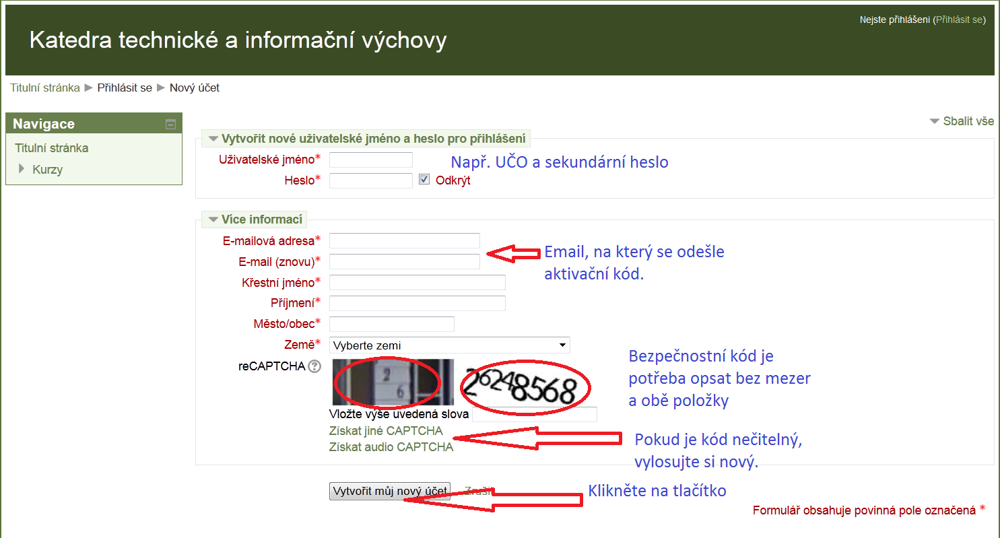 Nejste přihlášeni (Přihlásit se)
Katedra technické a informační výchovy
Titulní stránka ► Přihlásit se ► Nový účet
Navigace
Titulní stránka
Kurzy
Sbalit vše
Vytvořit nové uživatelské jméno a heslo pro přihlášení
Uživatelské jméno*
Např. UČO a sekundární heslo
Heslo*
Odkrýt
Více informací
E-mailová adresa*
E-mail (znovu)*
Email, na který se odešle
aktivační kód.
Křestní jméno*
Příjmení*
Město/obec*
Země*
Vyberte zemi
reCAPTCHA
2
6
26248568
Bezpečnostní kód je
potřeba opsat bez mezer
a obě položky
Vložte výše uvedená slova
Získat jiné CAPTCHA
Získat audio CAPTCHA
Pokud je kód nečitelný,
vylosujte si nový.
Vytvořit můj nový účet
Zrušit
Klikněte na tlačítko
Formulář obsahuje povinná pole označená *